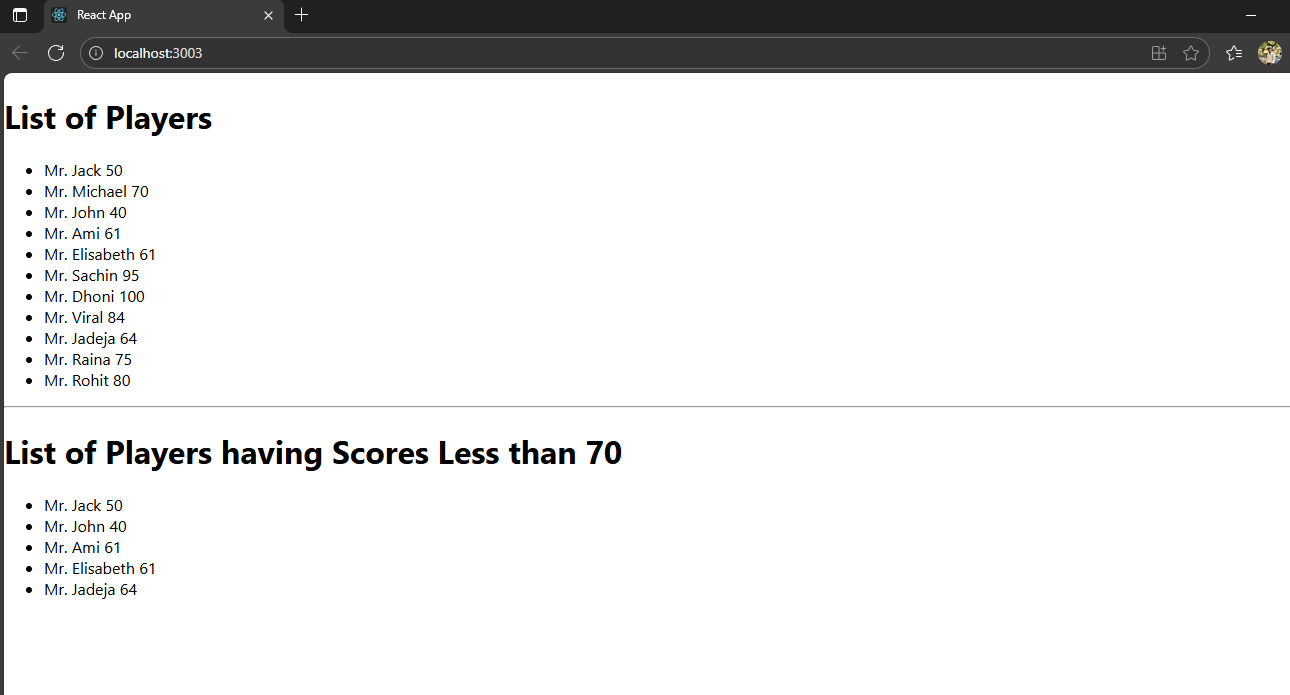 React App
localhost:3003
List of Players
Mr. Jack 50
Mr. Michael 70
Mr. John 40
Mr. Ami 61
Mr. Elisabeth 61
Mr. Sachin 95
Mr. Dhoni 100
Mr. Viral 84
Mr. Jadeja 64
Mr. Raina 75
Mr. Rohit 80
List of Players having Scores Less than 70
Mr. Jack 50
Mr. John 40
Mr. Ami 61
Mr. Elisabeth 61
Mr. Jadeja 64